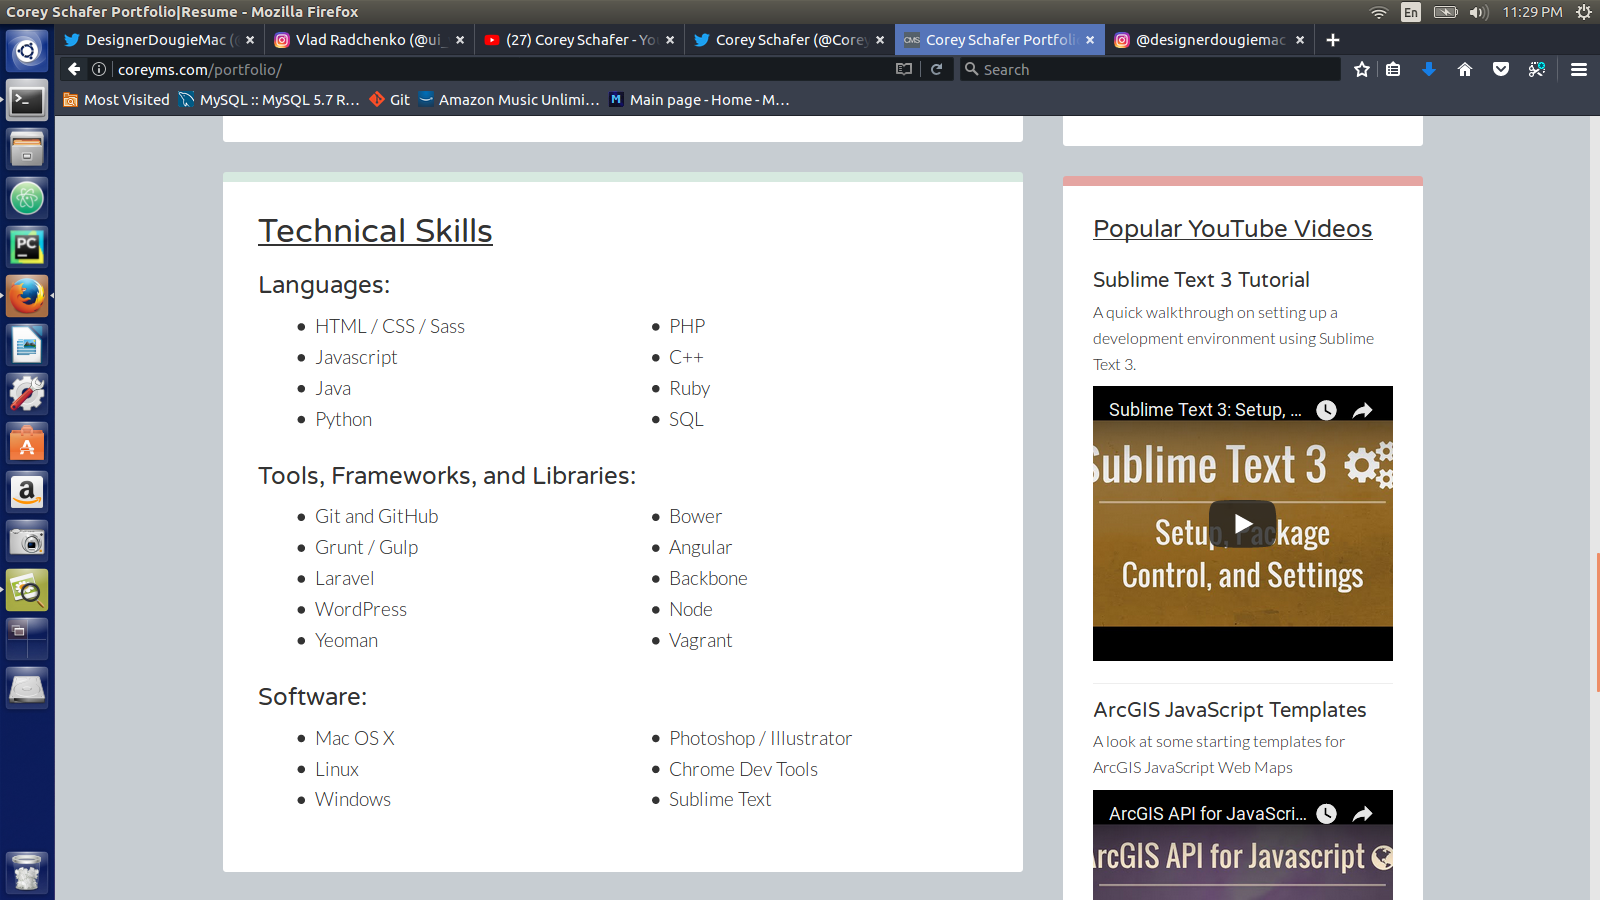 Corey Schafer Portfolio|Resume - Mozilla Firefox
En
11:29 PM
DesignerDougieMac (
Vlad Radchenko (@ui_
(27) Corey Schafer - Yo
Corey Schafer (@Core
Corey Schafer Portfoli
@designerdougiemac
coreyms.com/portfolio/
Search
Most Visited
MySQL :: MySQL 5.7 R...
Git
Amazon Music Unlimi...
Main page - Home - M...
Technical Skills
Languages:
HTML / CSS / Sass
Javascript
Java
Python
PHP
C++
Ruby
SQL
Tools, Frameworks, and Libraries:
Git and GitHub
Grunt / Gulp
Laravel
WordPress
Yeoman
Bower
Angular
Backbone
Node
Vagrant
Software:
Mac OS X
Linux
Windows
Photoshop / Illustrator
Chrome Dev Tools
Sublime Text
Popular YouTube Videos
Sublime Text 3 Tutorial
A quick walkthrough on setting up a
development environment using Sublime
Text 3.
Sublime Text 3: Setup, ...
Sublime Text 3
Setup, Package
Control, and Settings
ArcGIS JavaScript Templates
A look at some starting templates for
ArcGIS JavaScript Web Maps
ArcGIS API for JavaScri...
ArcGIS API for Javascript